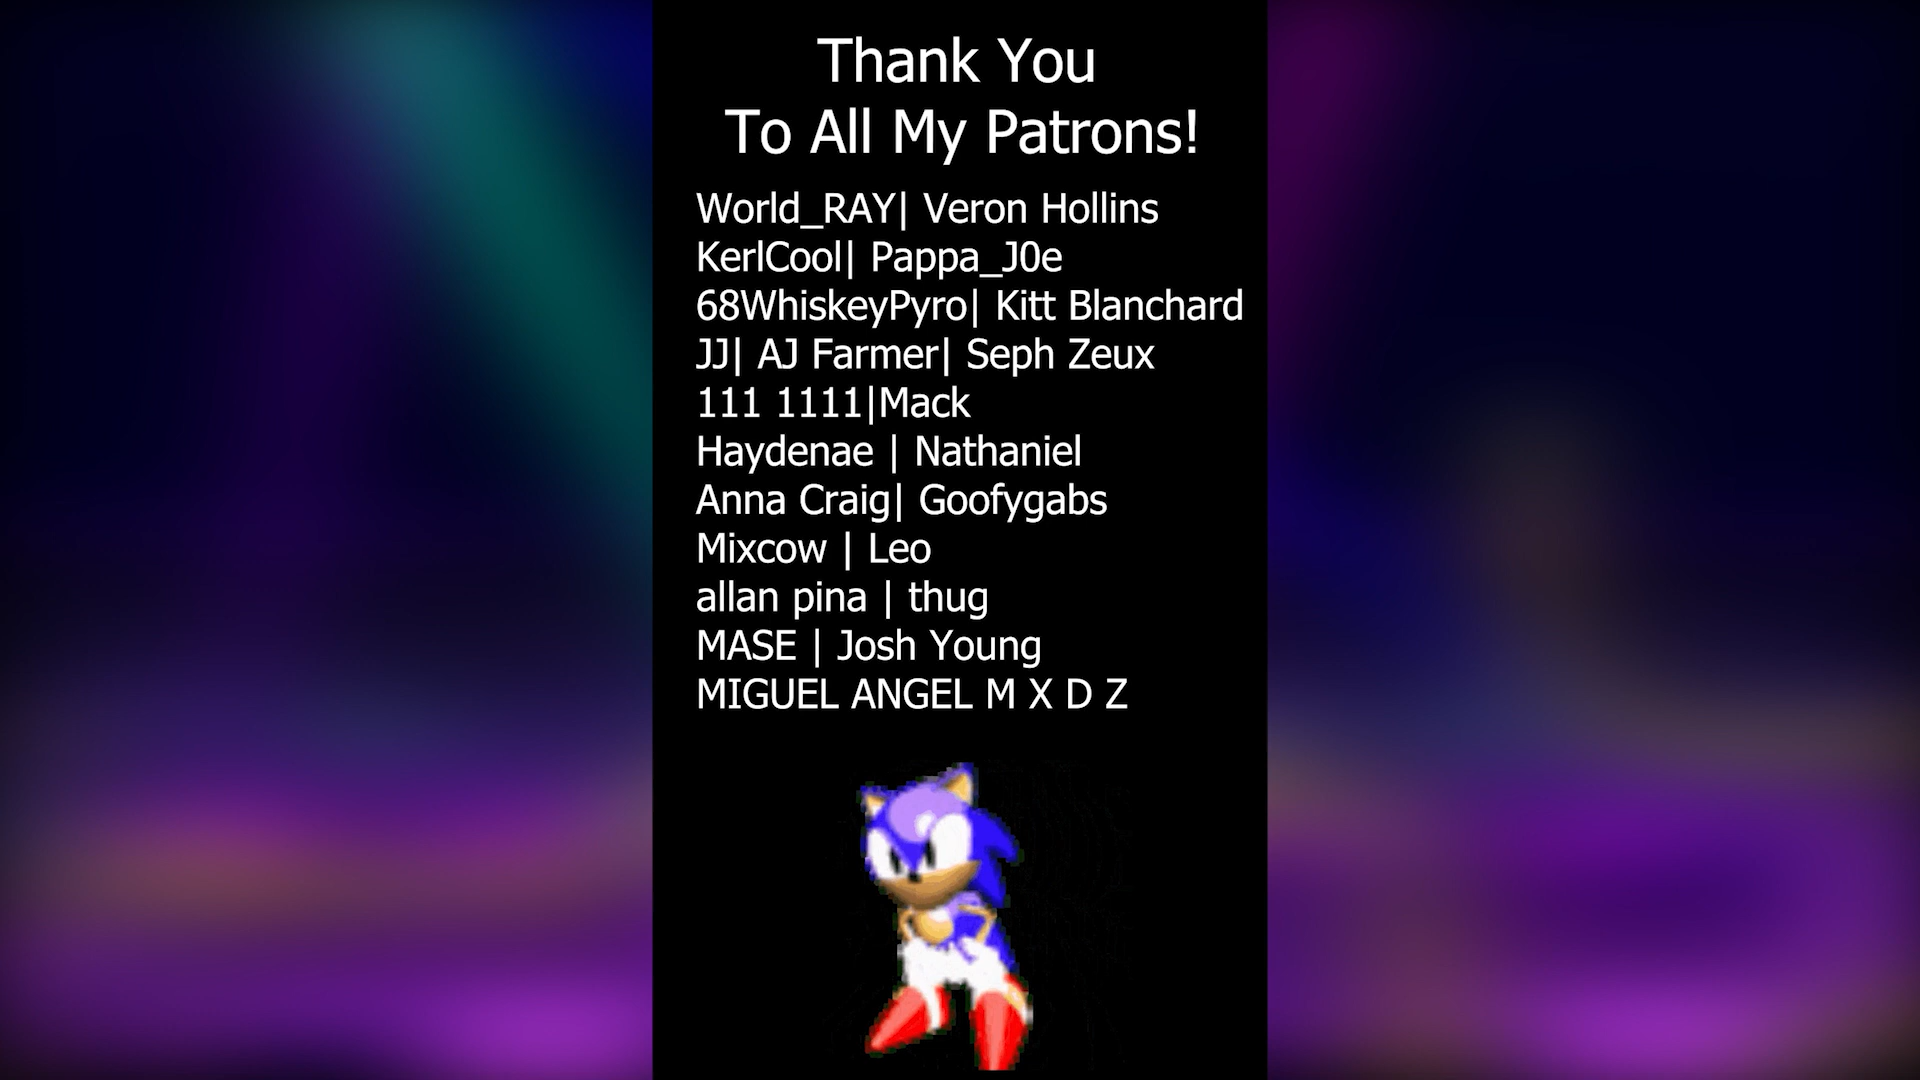 Thank You
To All My Patrons!
World_RAY| Veron Hollins
KerlCool| Pappa_J0e
68WhiskeyPyro| Kitt Blanchard
JJ| AJ Farmer| Seph Zeux
111 1111|Mack
Haydenae | Nathaniel
Anna Craig| Goofygabs
Mixcow | Leo
allan pina | thug
MASE | Josh Young
MIGUEL ANGEL M X D Z